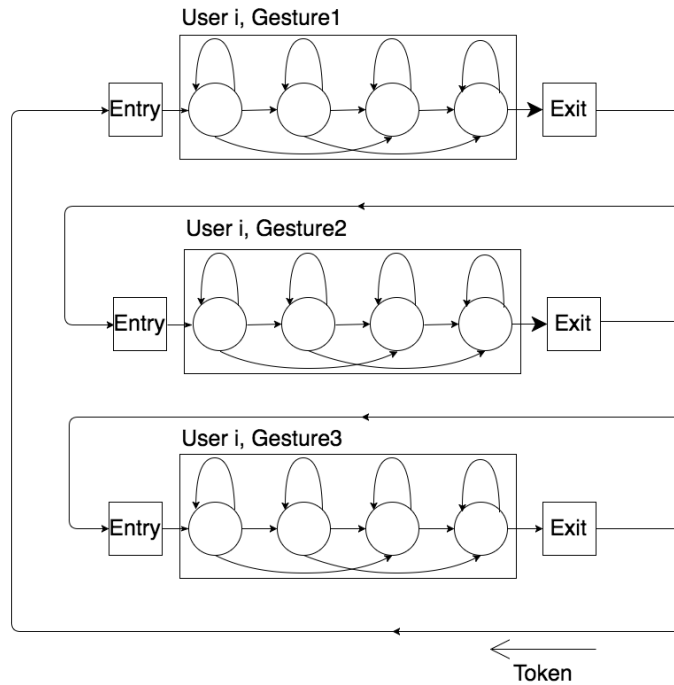 User i, Gesture1
Entry
Exit
User i, Gesture2
Entry
Exit
User i, Gesture3
Entry
Exit
Token